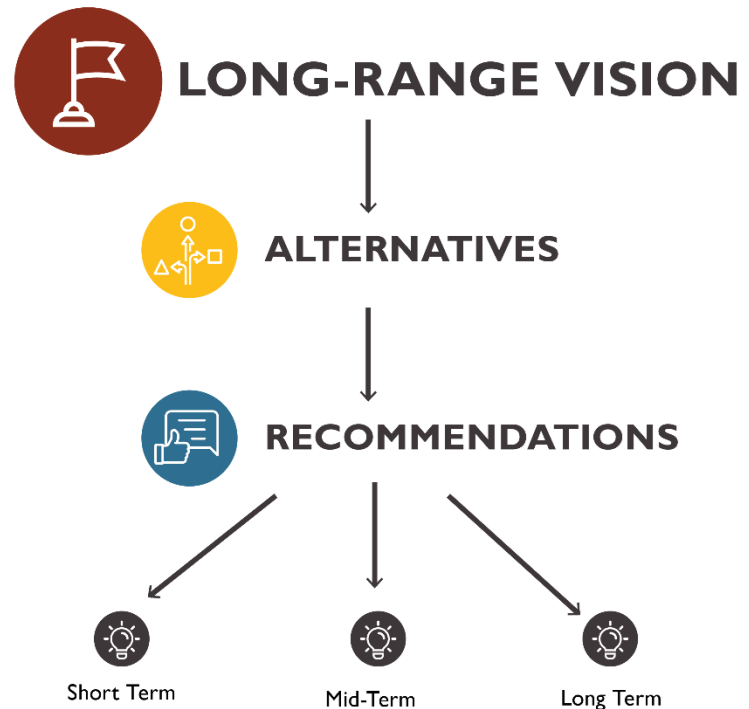 LONG-RANGE VISION
ALTERNATIVES
RECOMMENDATIONS
Short Term
Mid-Term
Long Term